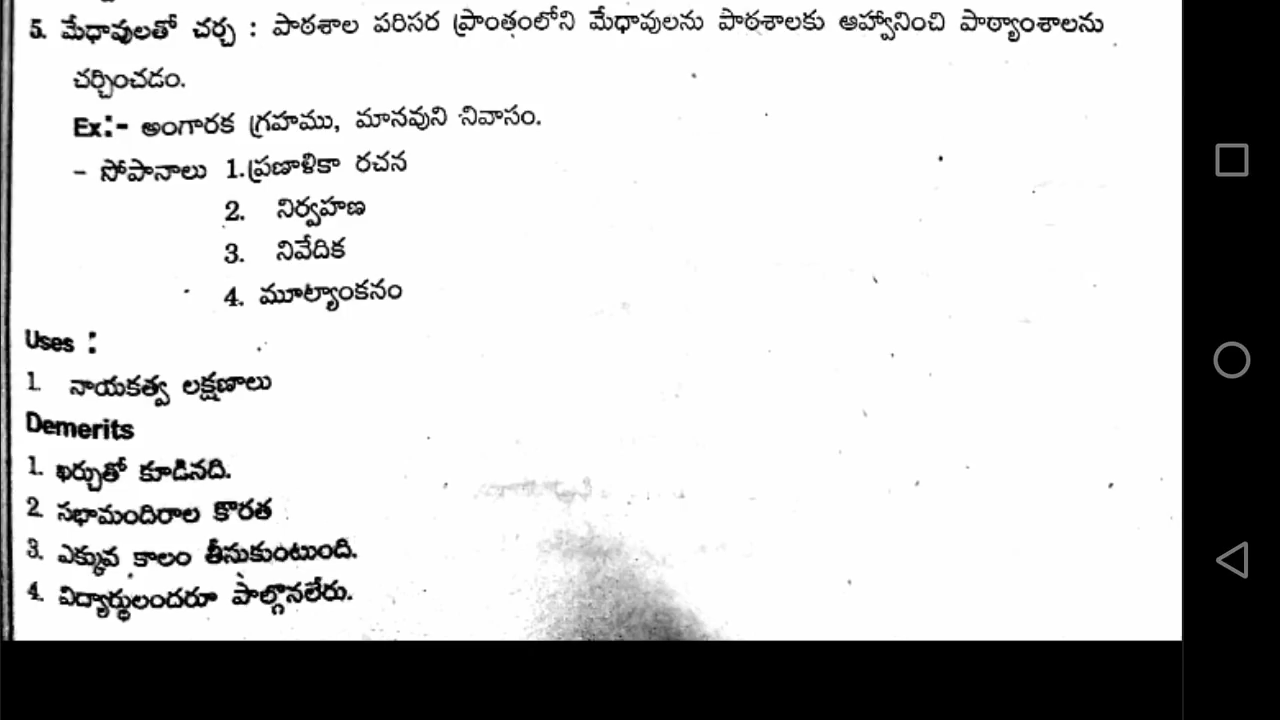 5. మేధావులతో చర్చ : పాఠశాల పరిసర ప్రాంతంలోని మేధావులను పాఠశాలకు ఆహ్వానించి పాఠ్యాంశాలను
చర్చించడం.
Ex:- అంగారక గ్రహము, మానవుని నివాసం.
- సోపానాలు 1.ప్రణాళికా రచన
2. నిర్వహణ
3. నివేదిక
4. మూల్యాంకనం
Uses :
1. నాయకత్వ లక్షణాలు
Demerits
1. ఖర్చుతో కూడినది.
2. సభామందిరాల కొరత
3. ఎక్కువ కాలం తీసుకుంటుంది.
4. విద్యార్థులందరూ పాల్గొనలేరు.